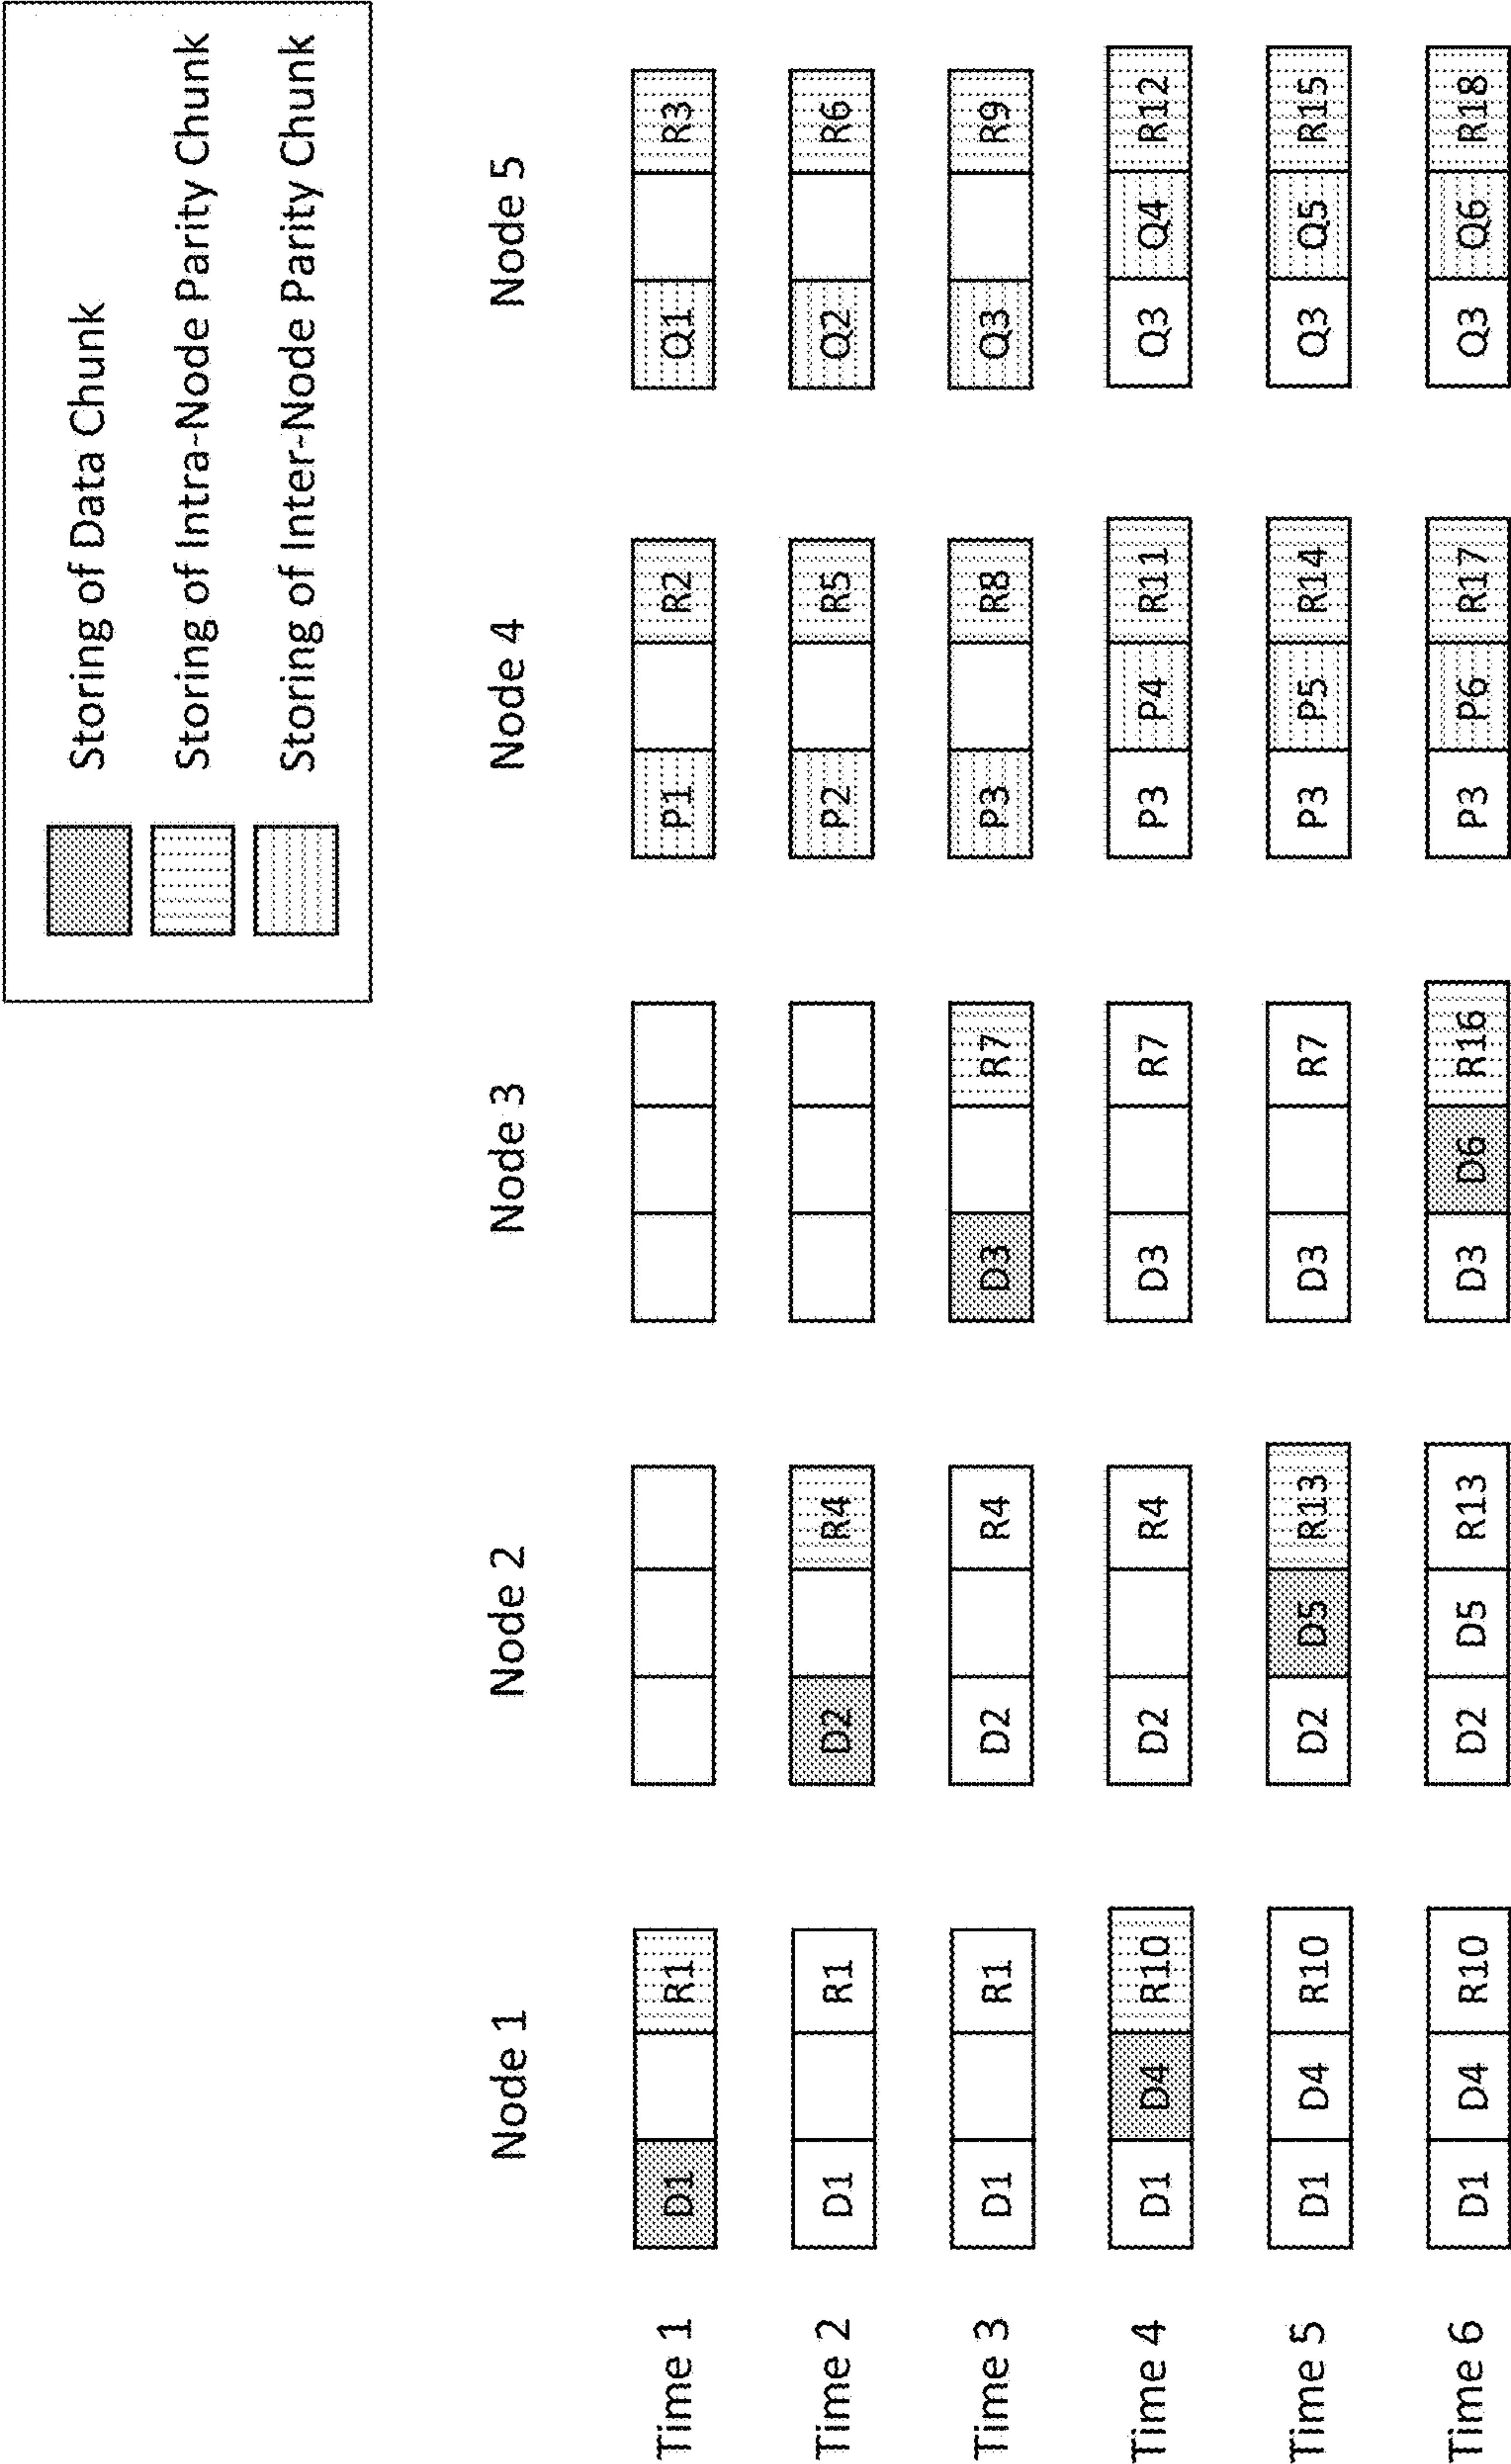 Storing of Data Chunk
Storing of Intra-Node Parity Chunk
Storing of Inter-Node Parity Chunk
Node 1 Node 2 Node 3 Node 4 Node 5
Time 1 D1 R1 P1 R2 Q1 R3
Time 2 D1 R1 D2 R4 P2 R5 Q2 R6
Time 3 D1 R1 D2 R4 D3 R7 P3 R8 Q3 R9
Time 4 D1 D4 R10 D2 R4 D3 R7 P3 P4 R11 Q3 Q4 R12
Time 5 D1 D4 R10 D2 D5 R13 D3 R7 P3 P5 R14 Q3 Q5 R15
Time 6 D1 D4 R10 D2 D5 R13 D3 D6 R16 P3 P6 R17 Q3 Q6 R18